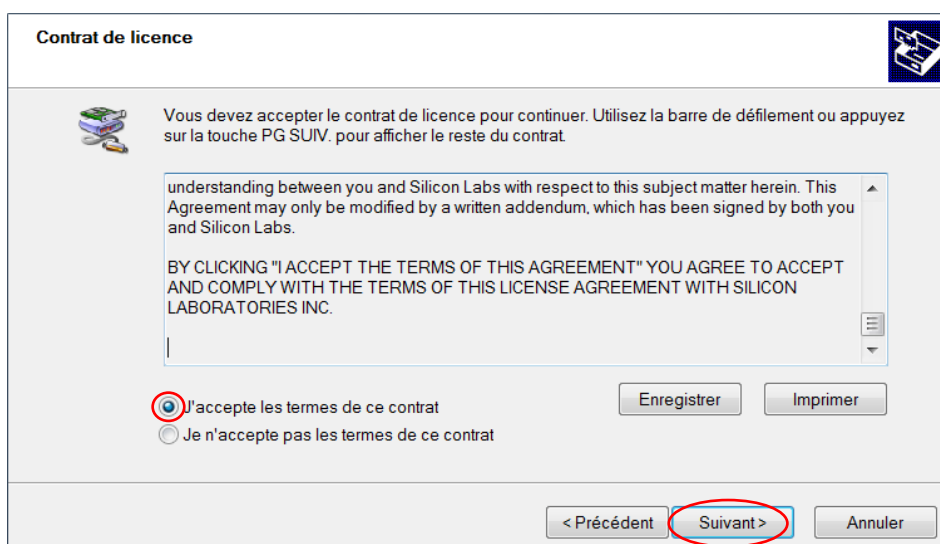 Contrat de licence
Vous devez accepter le contrat de licence pour continuer. Utilisez la barre de défilement ou appuyez
sur la touche PG SUIV. pour afficher le reste du contrat.
understanding between you and Silicon Labs with respect to this subject matter herein. This
Agreement may only be modified by a written addendum, which has been signed by both you
and Silicon Labs.
BY CLICKING "I ACCEPT THE TERMS OF THIS AGREEMENT" YOU AGREE TO ACCEPT
AND COMPLY WITH THE TERMS OF THIS LICENSE AGREEMENT WITH SILICON
LABORATORIES INC.
J'accepte les termes de ce contrat
Enregistrer
Imprimer
Je n'accepte pas les termes de ce contrat
< Précédent
Suivant >
Annuler